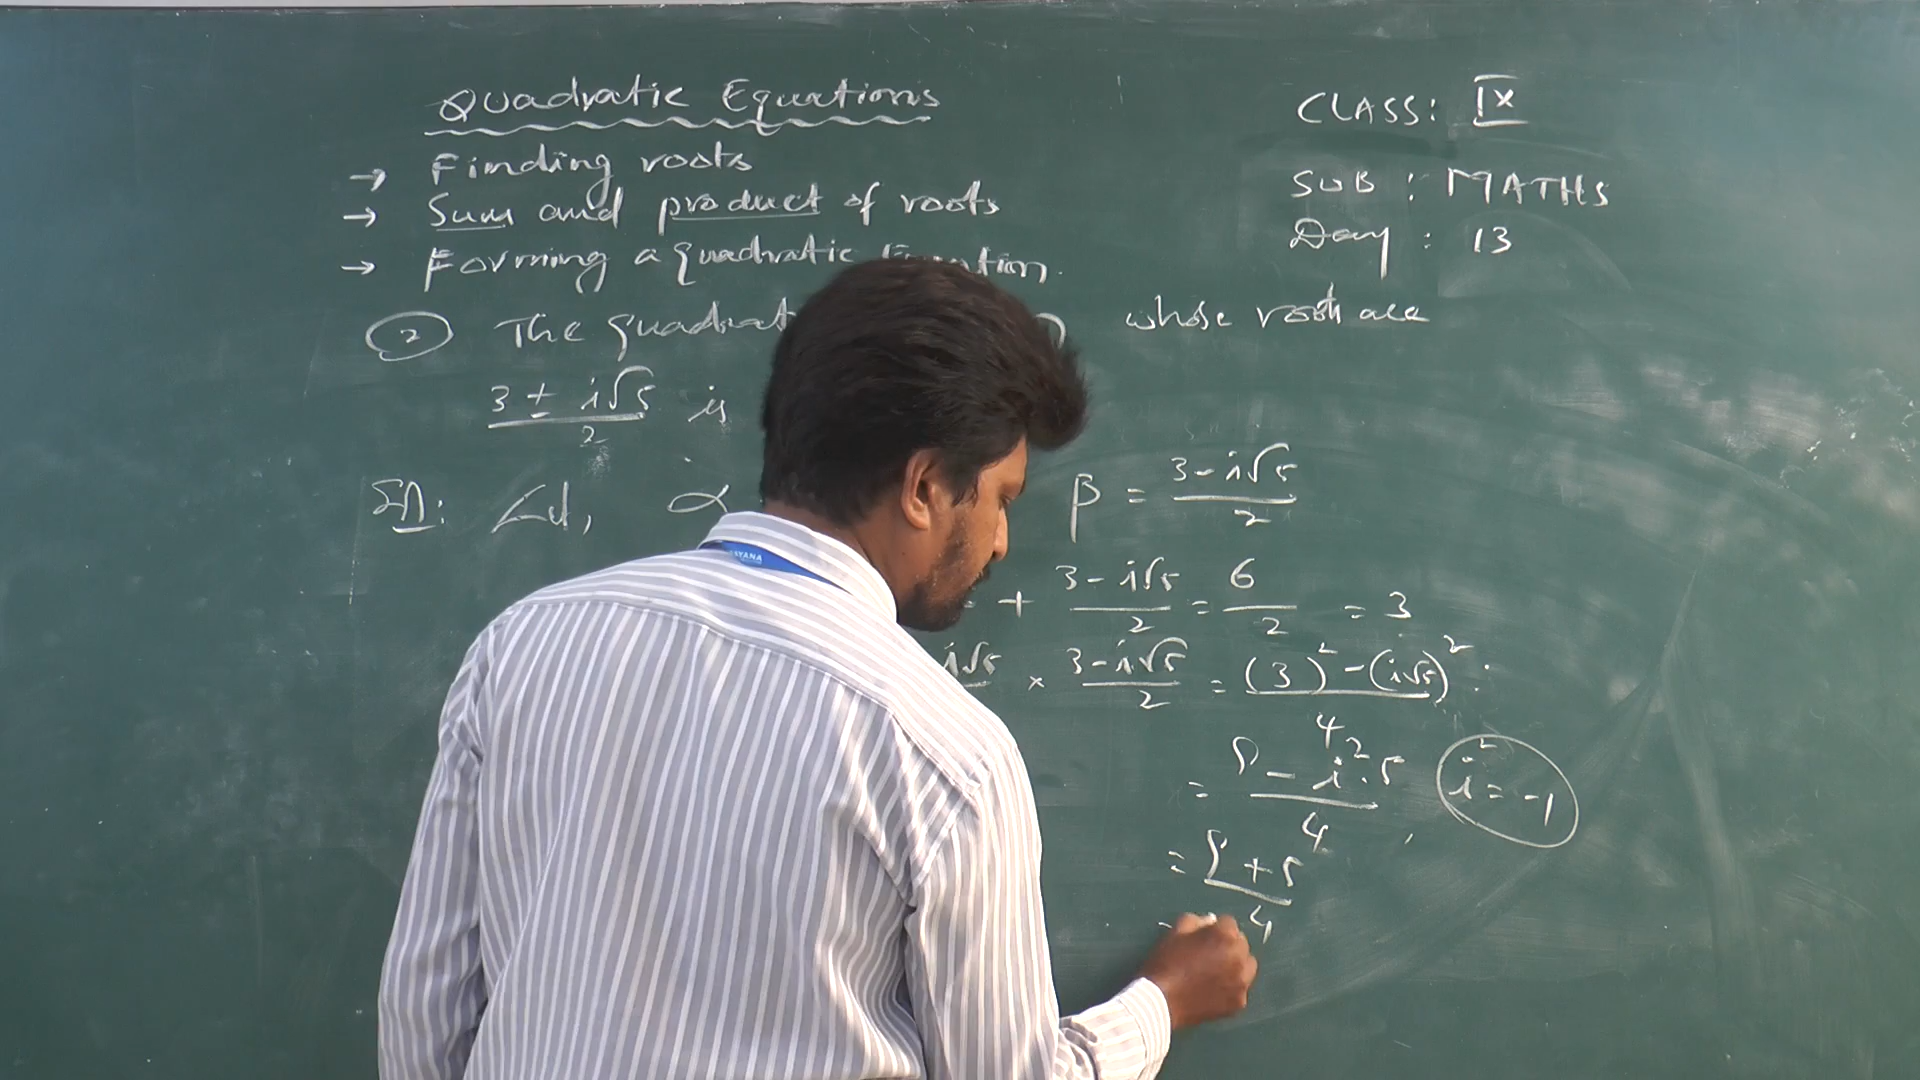 Quadratic Equations
CLASS: IX
→ Finding roots
SUB : MATHS
→ Sum and product of roots
Day : 13
→ Forming a quadratic
2 The whose roots are
3 ± i√5 / 2 is
Sol: Let, α β = 3-i√5 / 2
+ 3-i√5 / 2 = 6 / 2 = 3
i√5 × 3-i√5 / 2 = (3)² - (i√5)² / 4
= 9 - i².5 / 4 , i² = -1
= 9+5 / 4
=